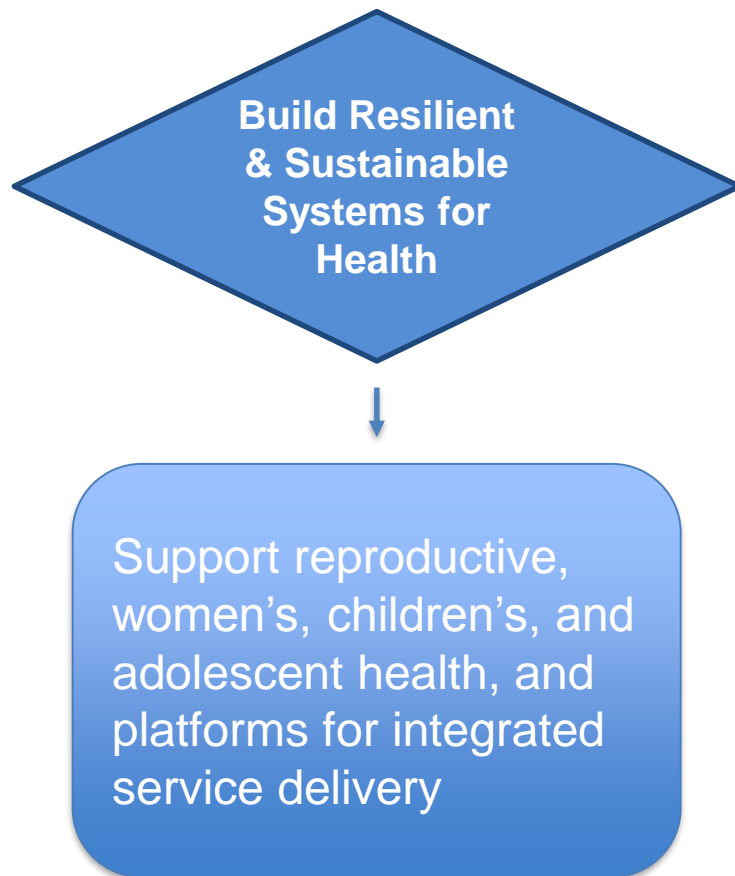 Build Resilient
& Sustainable
Systems for
Health
Support reproductive,
women’s, children’s, and
adolescent health, and
platforms for integrated
service delivery